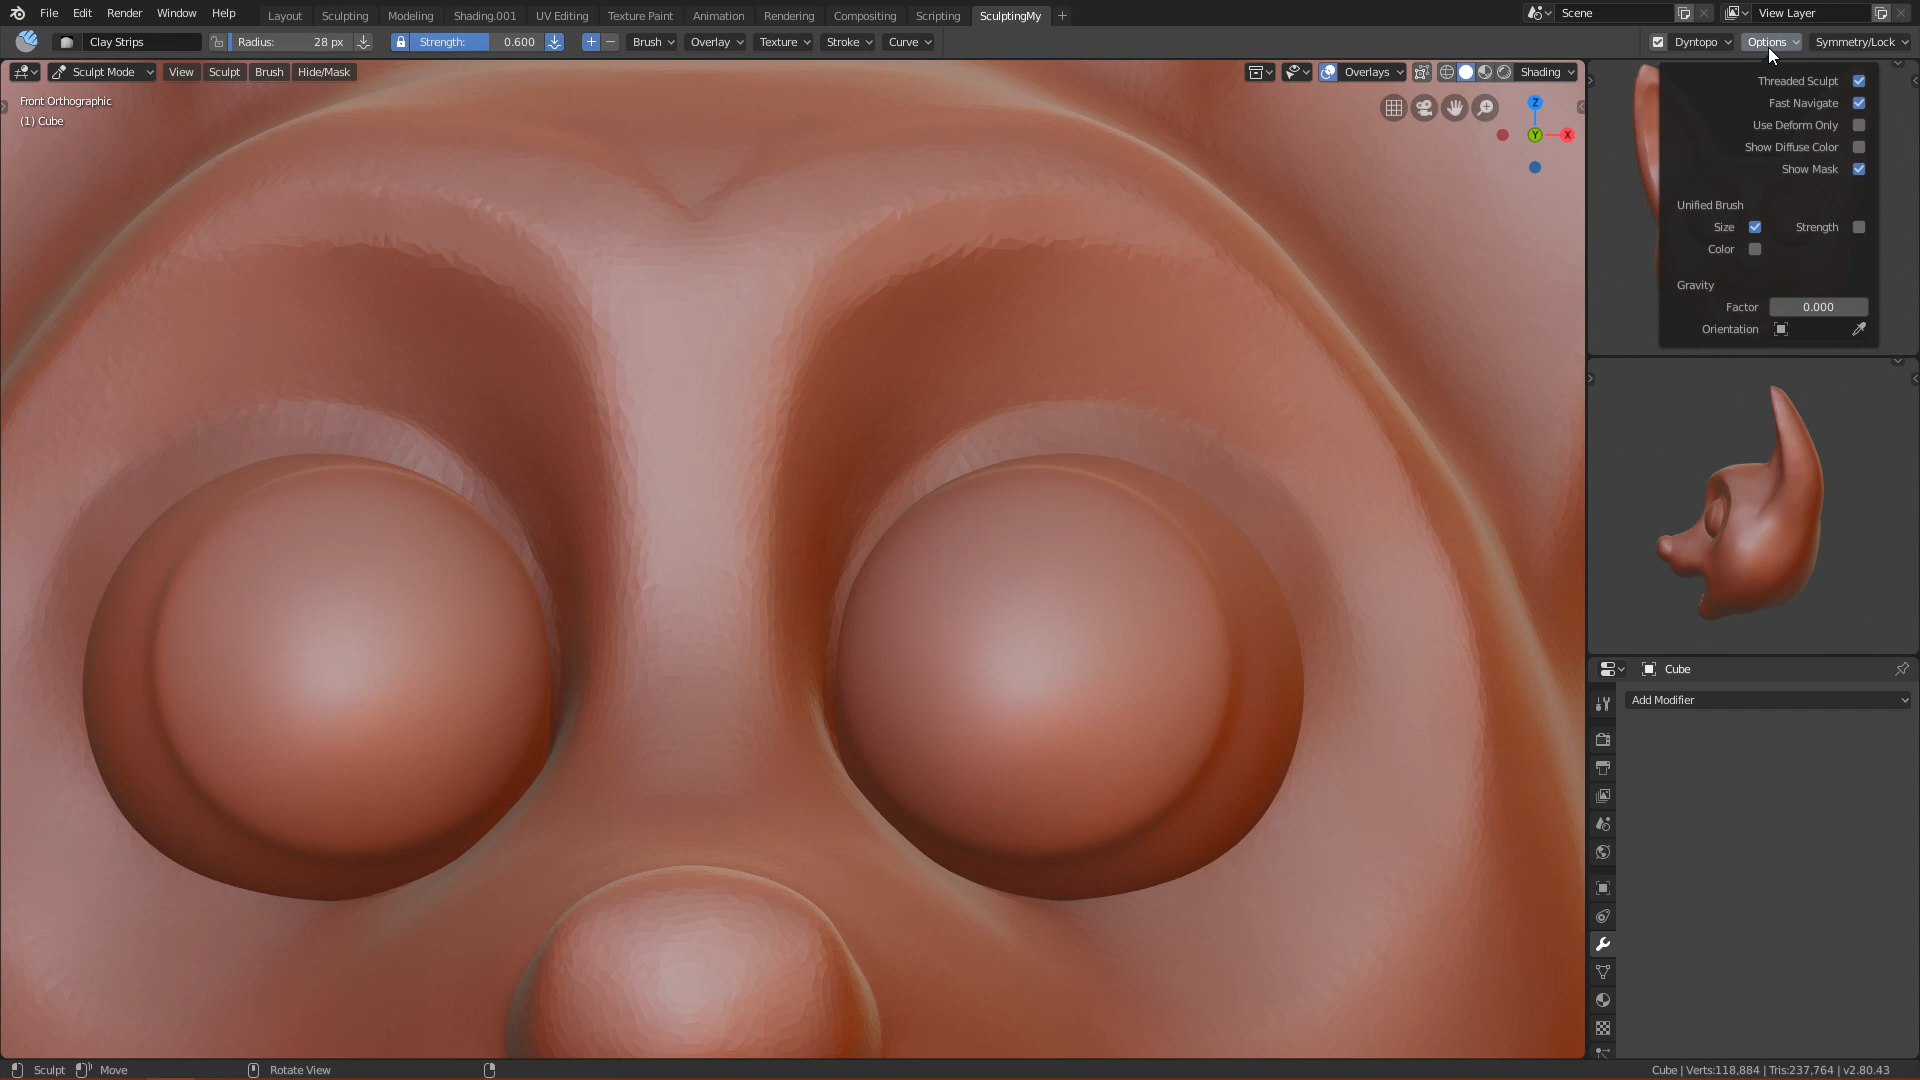 File Edit Render Window Help Layout Sculpting Modeling Shading.001 UV Editing Texture Paint Animation Rendering Compositing Scripting SculptingMy + Scene View Layer
Clay Strips Radius: 28 px Strength: 0.600 Brush Overlay Texture Stroke Curve Dyntopo Options Symmetry/Lock
Sculpt Mode View Sculpt Brush Hide/Mask Overlays Shading
Front Orthographic
(1) Cube
Z
Y
X
Threaded Sculpt
Fast Navigate
Use Deform Only
Show Diffuse Color
Show Mask
Unified Brush
Size Strength
Color
Gravity
Factor 0.000
Orientation
Cube
Add Modifier
Sculpt Move Rotate View Cube | Verts:118,884 | Tris:237,764 | v2.80.43